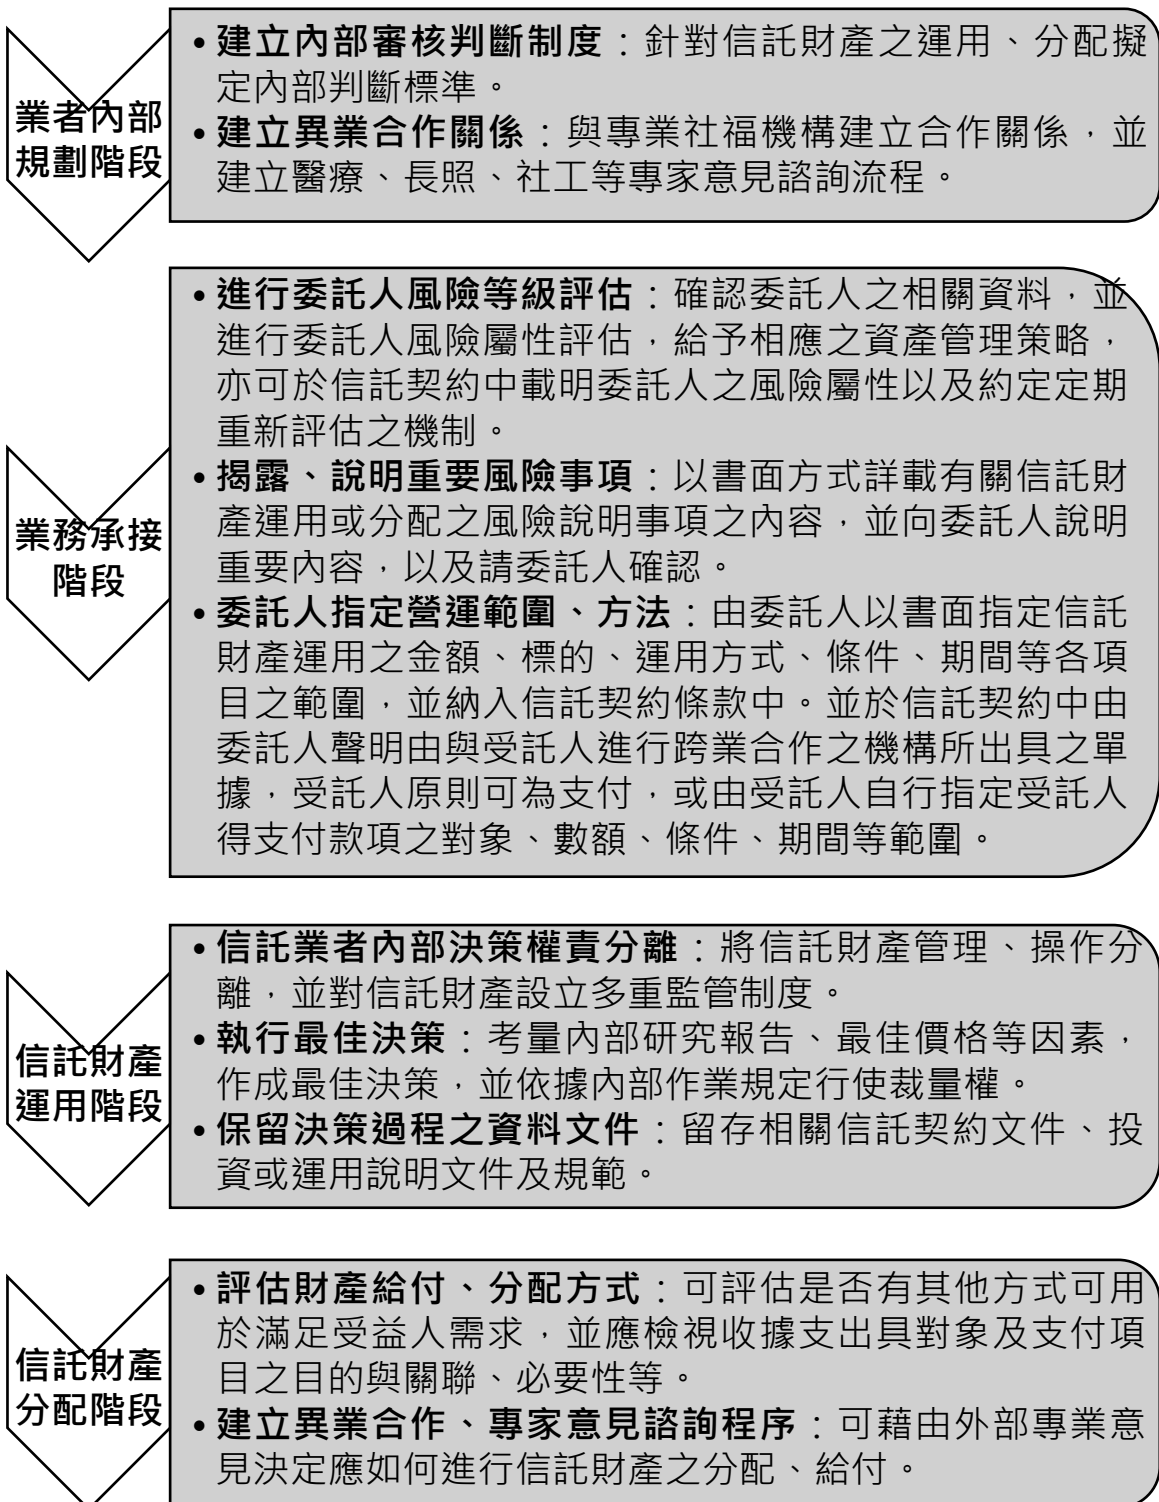 業者內部
規劃階段
•建立內部審核判斷制度：針對信託財產之運用、分配擬
定內部判斷標準。
•建立異業合作關係：與專業社福機構建立合作關係，並
建立醫療、長照、社工等專家意見諮詢流程。
業務承接
階段
•進行委託人風險等級評估：確認委託人之相關資料，並
進行委託人風險屬性評估，給予相應之資產管理策略，
亦可於信託契約中載明委託人之風險屬性以及約定定期
重新評估之機制。
•揭露、說明重要風險事項：以書面方式詳載有關信託財
產運用或分配之風險說明事項之內容，並向委託人說明
重要內容，以及請委託人確認。
•委託人指定營運範圍、方法：由委託人以書面指定信託
財產運用之金額、標的、運用方式、條件、期間等各項
目之範圍，並納入信託契約條款中。並於信託契約中由
委託人聲明由與受託人進行跨業合作之機構所出具之單
據，受託人原則可為支付，或由受託人自行指定受託人
得支付款項之對象、數額、條件、期間等範圍。
信託財產
運用階段
•信託業者內部決策權責分離：將信託財產管理、操作分
離，並對信託財產設立多重監管制度。
•執行最佳決策：考量內部研究報告、最佳價格等因素，
作成最佳決策，並依據內部作業規定行使裁量權。
•保留決策過程之資料文件：留存相關信託契約文件、投
資或運用說明文件及規範。
信託財產
分配階段
•評估財產給付、分配方式：可評估是否有其他方式可用
於滿足受益人需求，並應檢視收據支出具對象及支付項
目之目的與關聯、必要性等。
•建立異業合作、專家意見諮詢程序：可藉由外部專業意
見決定應如何進行信託財產之分配、給付。